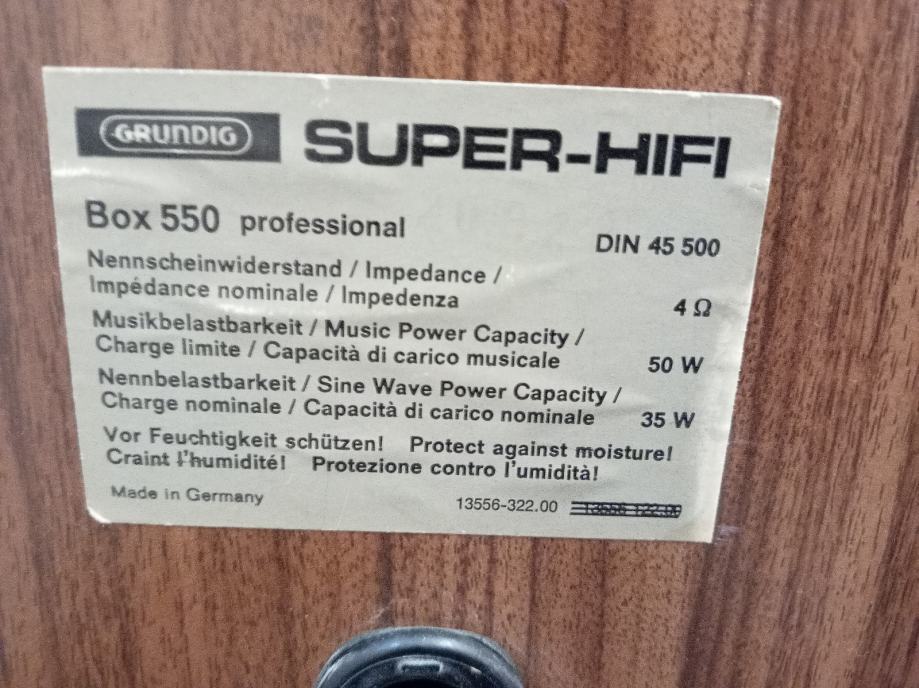 GRUNDIG SUPER-HIFI
Box 550 professional DIN 45 500
Nennscheinwiderstand / Impedance /
Impédance nominale / Impedenza 4 Ω
Musikbelastbarkeit / Music Power Capacity /
Charge limite / Capacità di carico musicale 50 W
Nennbelastbarkeit / Sine Wave Power Capacity /
Charge nominale / Capacità di carico nominale 35 W
Vor Feuchtigkeit schützen! Protect against moisture!
Craint l'humidité! Protezione contro l'umidità!
Made in Germany 13556-322.00